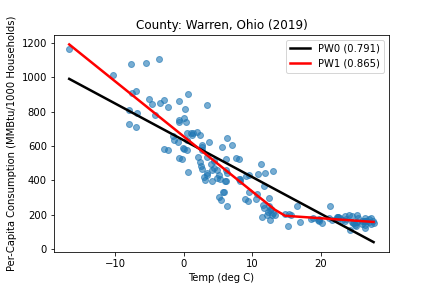 County: Warren, Ohio (2019)
PW0 (0.791)
PW1 (0.865)
Per-Capita Consumption (MMBtu/1000 Households)
1200
1000
800
600
400
200
0
−10
0
10
20
Temp (deg C)